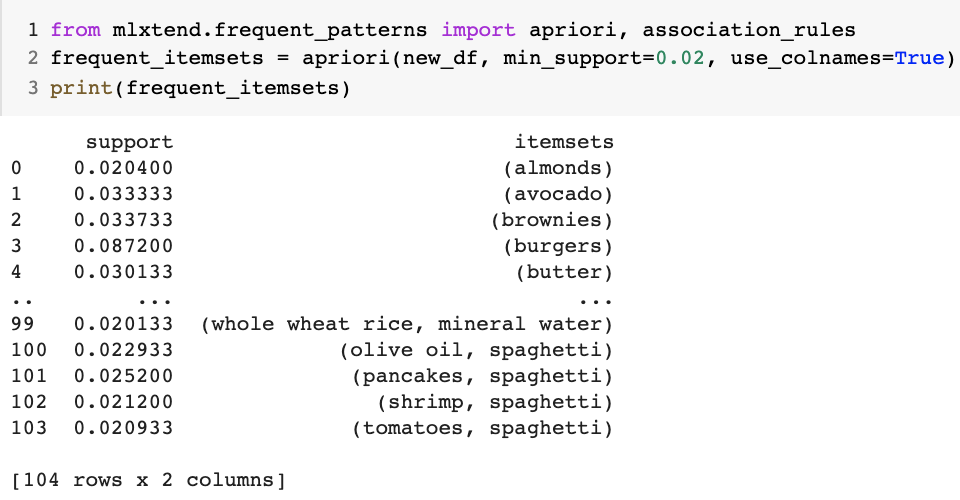 1 from mlxtend.frequent_patterns import apriori, association_rules
2 frequent_itemsets = apriori(new_df, min_support=0.02, use_colnames=True)
3 print(frequent_itemsets)
support itemsets
0 0.020400 (almonds)
1 0.033333 (avocado)
2 0.033733 (brownies)
3 0.087200 (burgers)
4 0.030133 (butter)
.. ... ...
99 0.020133 (whole wheat rice, mineral water)
100 0.022933 (olive oil, spaghetti)
101 0.025200 (pancakes, spaghetti)
102 0.021200 (shrimp, spaghetti)
103 0.020933 (tomatoes, spaghetti)
[104 rows x 2 columns]